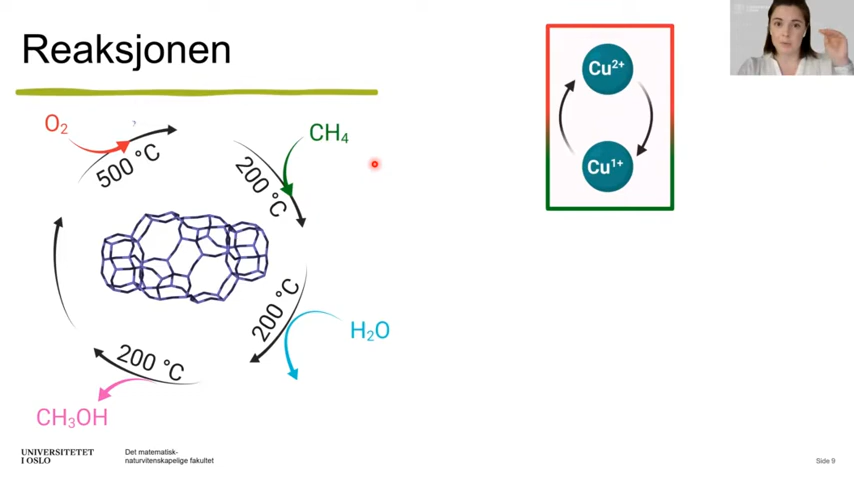 Reaksjonen
O₂
500 °C
CH₄
200 °C
200 °C
H₂O
200 °C
CH₃OH
Cu²⁺
Cu¹⁺
UNIVERSITETET
I OSLO
Det matematisk-
naturvitenskapelige fakultet
Side 9